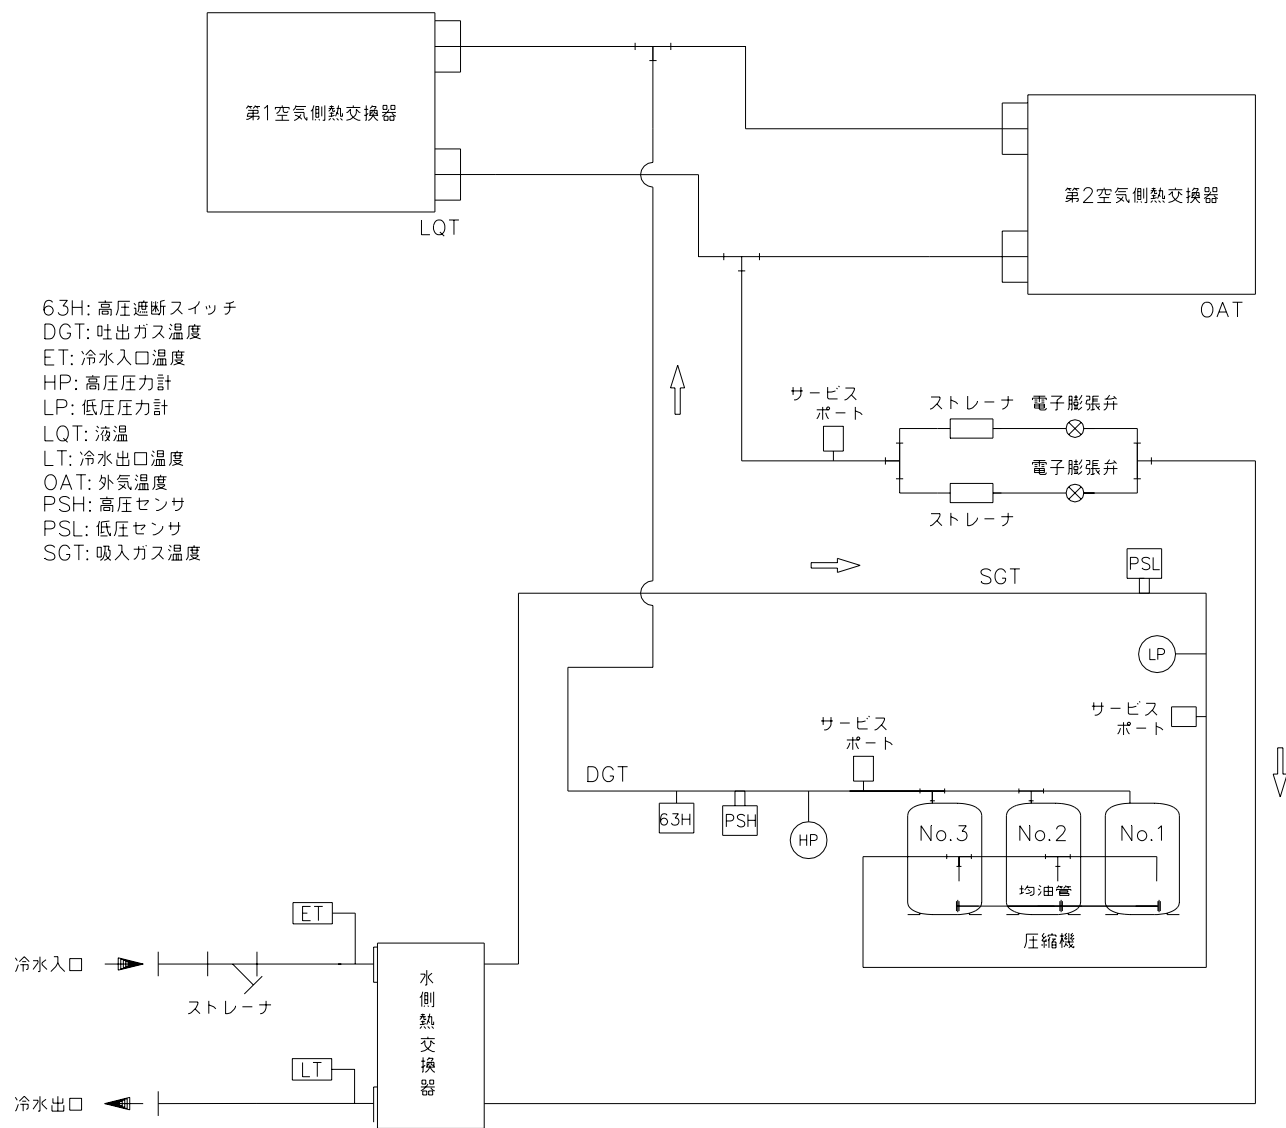 第1空気側熱交換器
LQT
第2空気側熱交換器
OAT
63H: 高圧遮断スイッチ
DGT: 吐出ガス温度
ET: 冷水入口温度
HP: 高圧圧力計
LP: 低圧圧力計
LQT: 液温
LT: 冷水出口温度
OAT: 外気温度
PSH: 高圧センサ
PSL: 低圧センサ
SGT: 吸入ガス温度
サービス
ポート
ストレーナ
電子膨張弁
電子膨張弁
ストレーナ
SGT
PSL
LP
サービス
ポート
サービス
ポート
DGT
63H
PSH
HP
No.3
No.2
No.1
均油管
圧縮機
ET
冷水入口
ストレーナ
水側熱交換器
LT
冷水出口